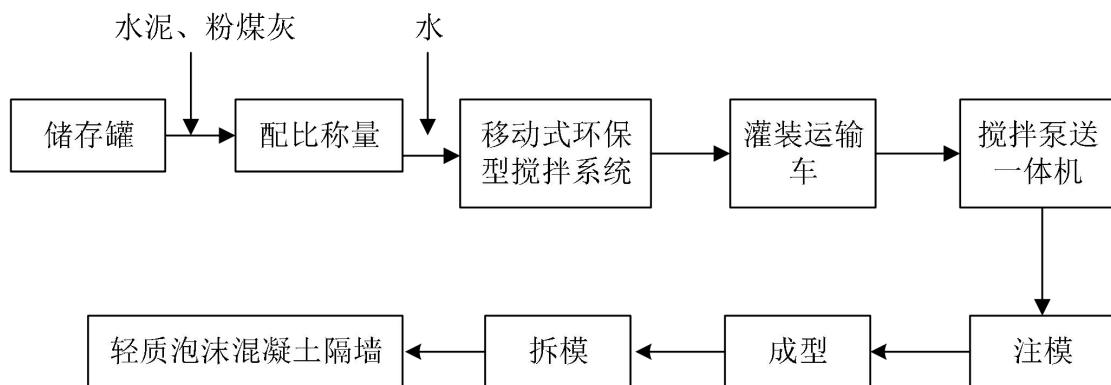 水泥、粉煤灰
水
储存罐
配比称量
移动式环保
型搅拌系统
灌装运输
车
搅拌泵送
一体机
轻质泡沫混凝土隔墙
拆模
成型
注模